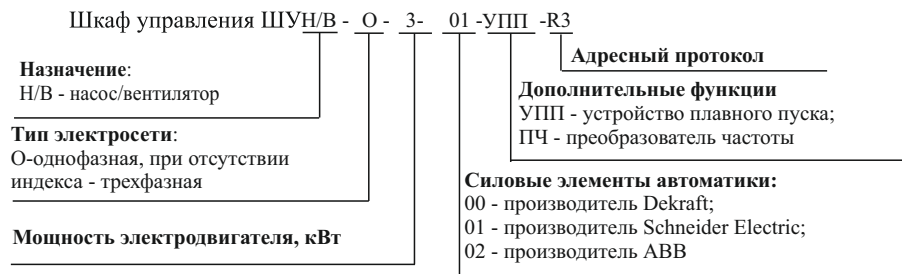 Шкаф управления ШУН/В - О - 3- 01 -УПП -R3
Адресный протокол
Назначение:
Н/В - насос/вентилятор
Дополнительные функции
УПП - устройство плавного пуска;
ПЧ - преобразователь частоты
Тип электросети:
О-однофазная, при отсутствии
индекса - трехфазная
Силовые элементы автоматики:
00 - производитель Dekraft;
01 - производитель Schneider Electric;
02 - производитель ABB
Мощность электродвигателя, кВт